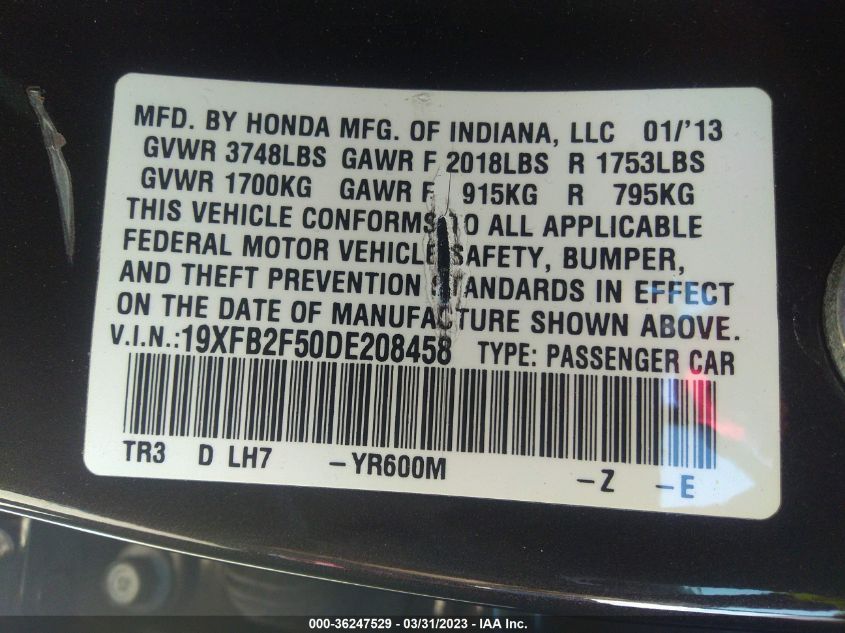 MFD. BY HONDA MFG. OF INDIANA, LLC 01/'13
GVWR 3748LBS GAWR F 2018LBS R 1753LBS
GVWR 1700KG GAWR F 915KG R 795KG
THIS VEHICLE CONFORMS TO ALL APPLICABLE
FEDERAL MOTOR VEHICLE SAFETY, BUMPER,
AND THEFT PREVENTION STANDARDS IN EFFECT
ON THE DATE OF MANUFACTURE SHOWN ABOVE.
V.I.N.:19XFB2F50DE208458 TYPE: PASSENGER CAR
TR3 D LH7 -YR600M -Z -E
000-36247529 - 03/31/2023 - IAA Inc.